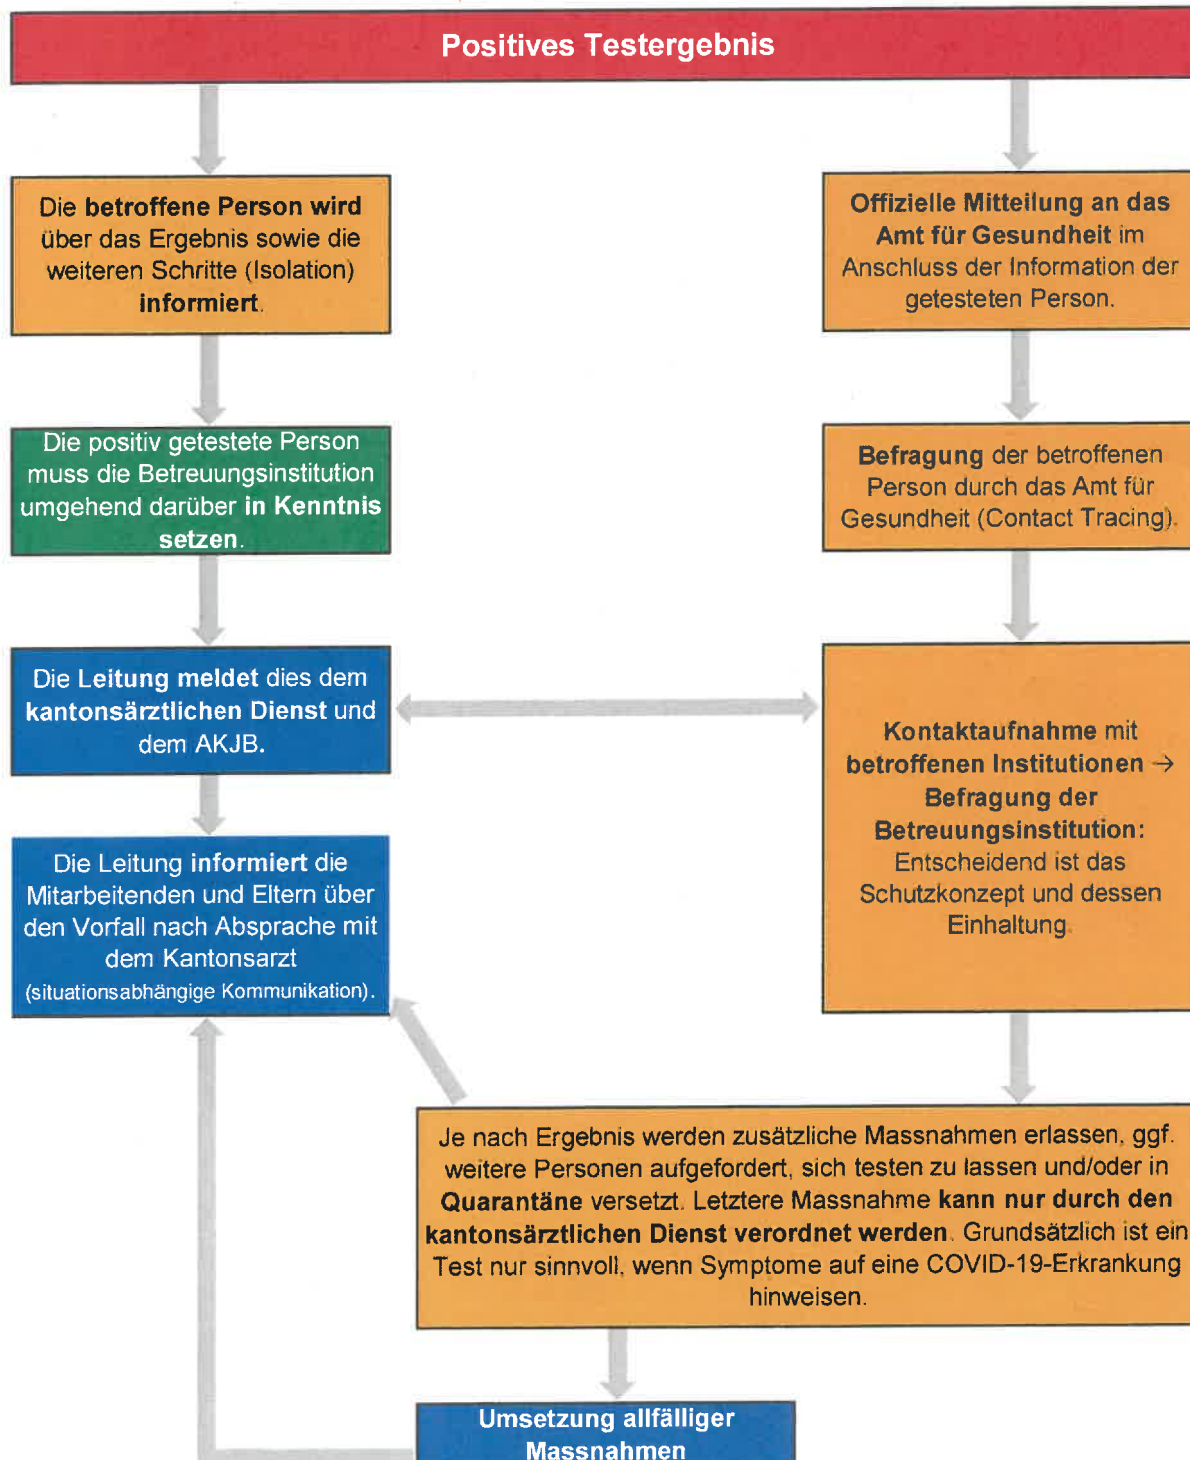 Positives Testergebnis
Die betroffene Person wird
über das Ergebnis sowie die
weiteren Schritte (Isolation)
informiert.
Offizielle Mitteilung an das
Amt für Gesundheit im
Anschluss der Information der
getesteten Person.
Die positiv getestete Person
muss die Betreuungsinstitution
umgehend darüber in Kenntnis
setzen.
Befragung der betroffenen
Person durch das Amt für
Gesundheit (Contact Tracing).
Die Leitung meldet dies dem
kantonsärztlichen Dienst und
dem AKJB.
Kontaktaufnahme mit
betroffenen Institutionen →
Befragung der
Betreuungsinstitution:
Entscheidend ist das
Schutzkonzept und dessen
Einhaltung.
Die Leitung informiert die
Mitarbeitenden und Eltern über
den Vorfall nach Absprache mit
dem Kantonsarzt
(situationsabhängige Kommunikation).
Je nach Ergebnis werden zusätzliche Massnahmen erlassen, ggf.
weitere Personen aufgefordert, sich testen zu lassen und/oder in
Quarantäne versetzt. Letztere Massnahme kann nur durch den
kantonsärztlichen Dienst verordnet werden. Grundsätzlich ist ein
Test nur sinnvoll, wenn Symptome auf eine COVID-19-Erkrankung
hinweisen.
Umsetzung allfälliger
Massnahmen